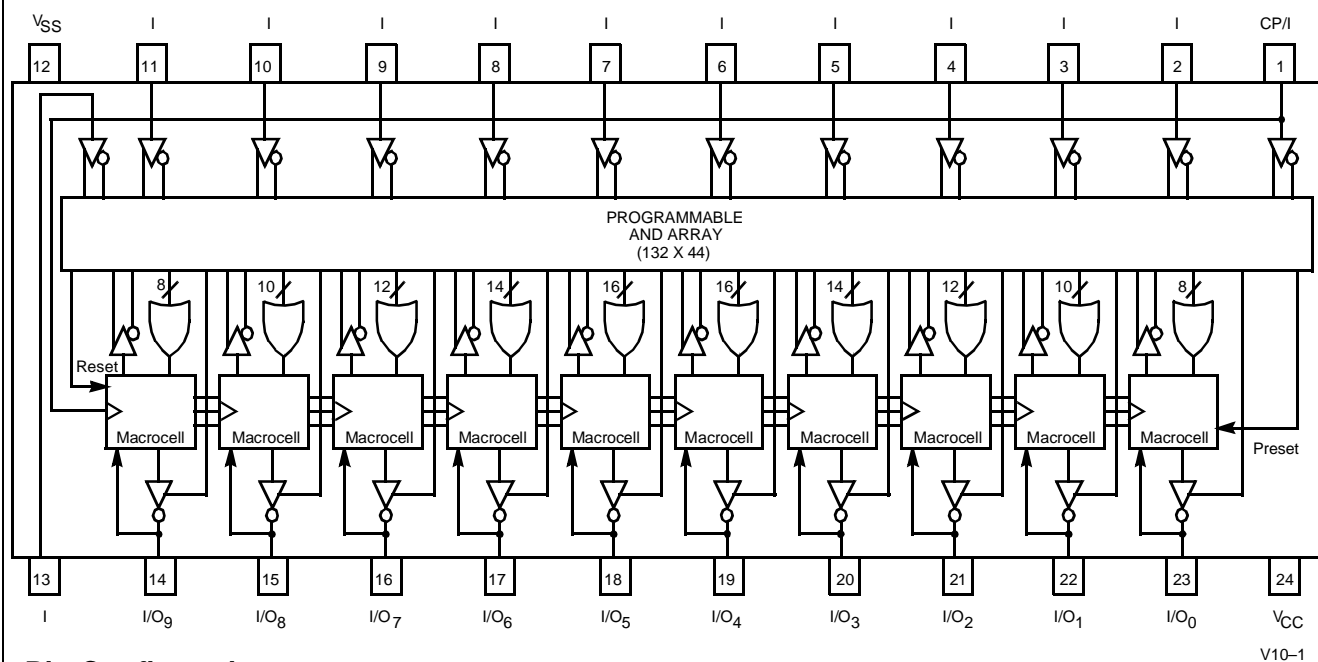 VSS I I I I I I I I I I CP/I
12 11 10 9 8 7 6 5 4 3 2 1
PROGRAMMABLE
AND ARRAY
(132 X 44)
8 10 12 14 16 16 14 12 10 8
Reset
Macrocell Macrocell Macrocell Macrocell Macrocell Macrocell Macrocell Macrocell Macrocell Macrocell
Preset
13 14 15 16 17 18 19 20 21 22 23 24
I I/O9 I/O8 I/O7 I/O6 I/O5 I/O4 I/O3 I/O2 I/O1 I/O0 VCC
V10–1